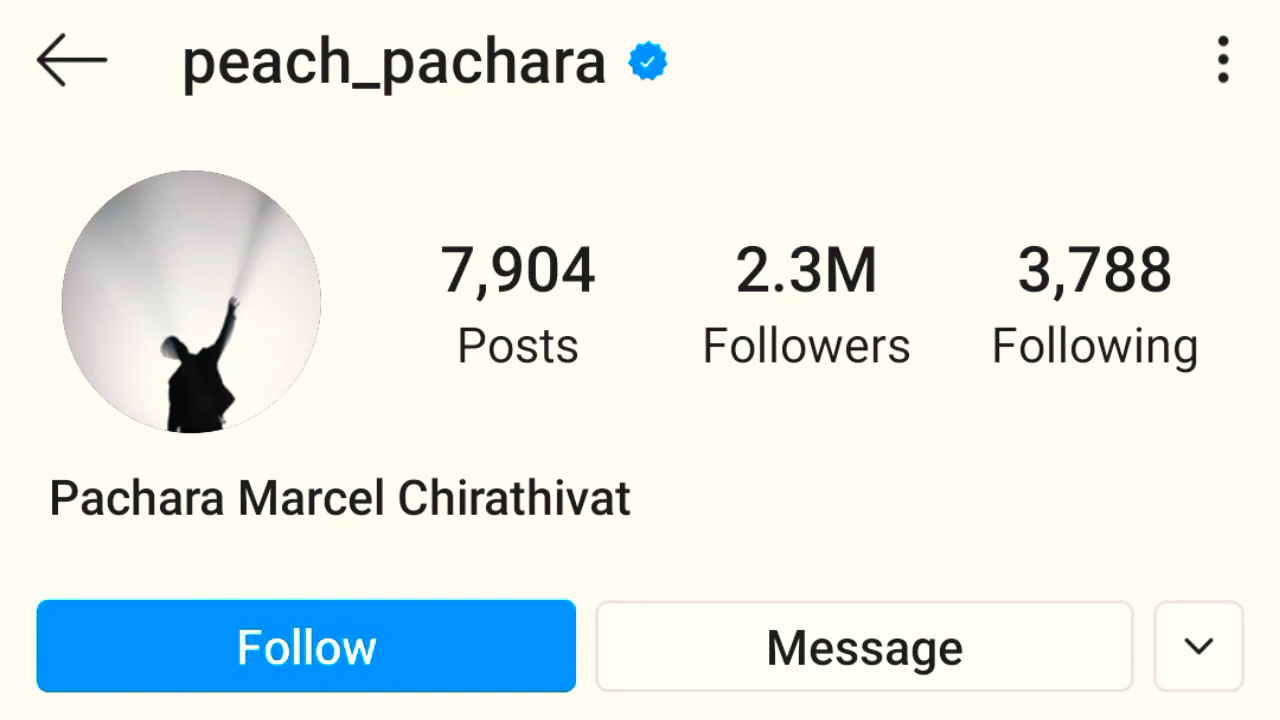 peach_pachara
7,904 2.3M 3,788
Posts Followers Following
Pachara Marcel Chirathivat
Follow Message